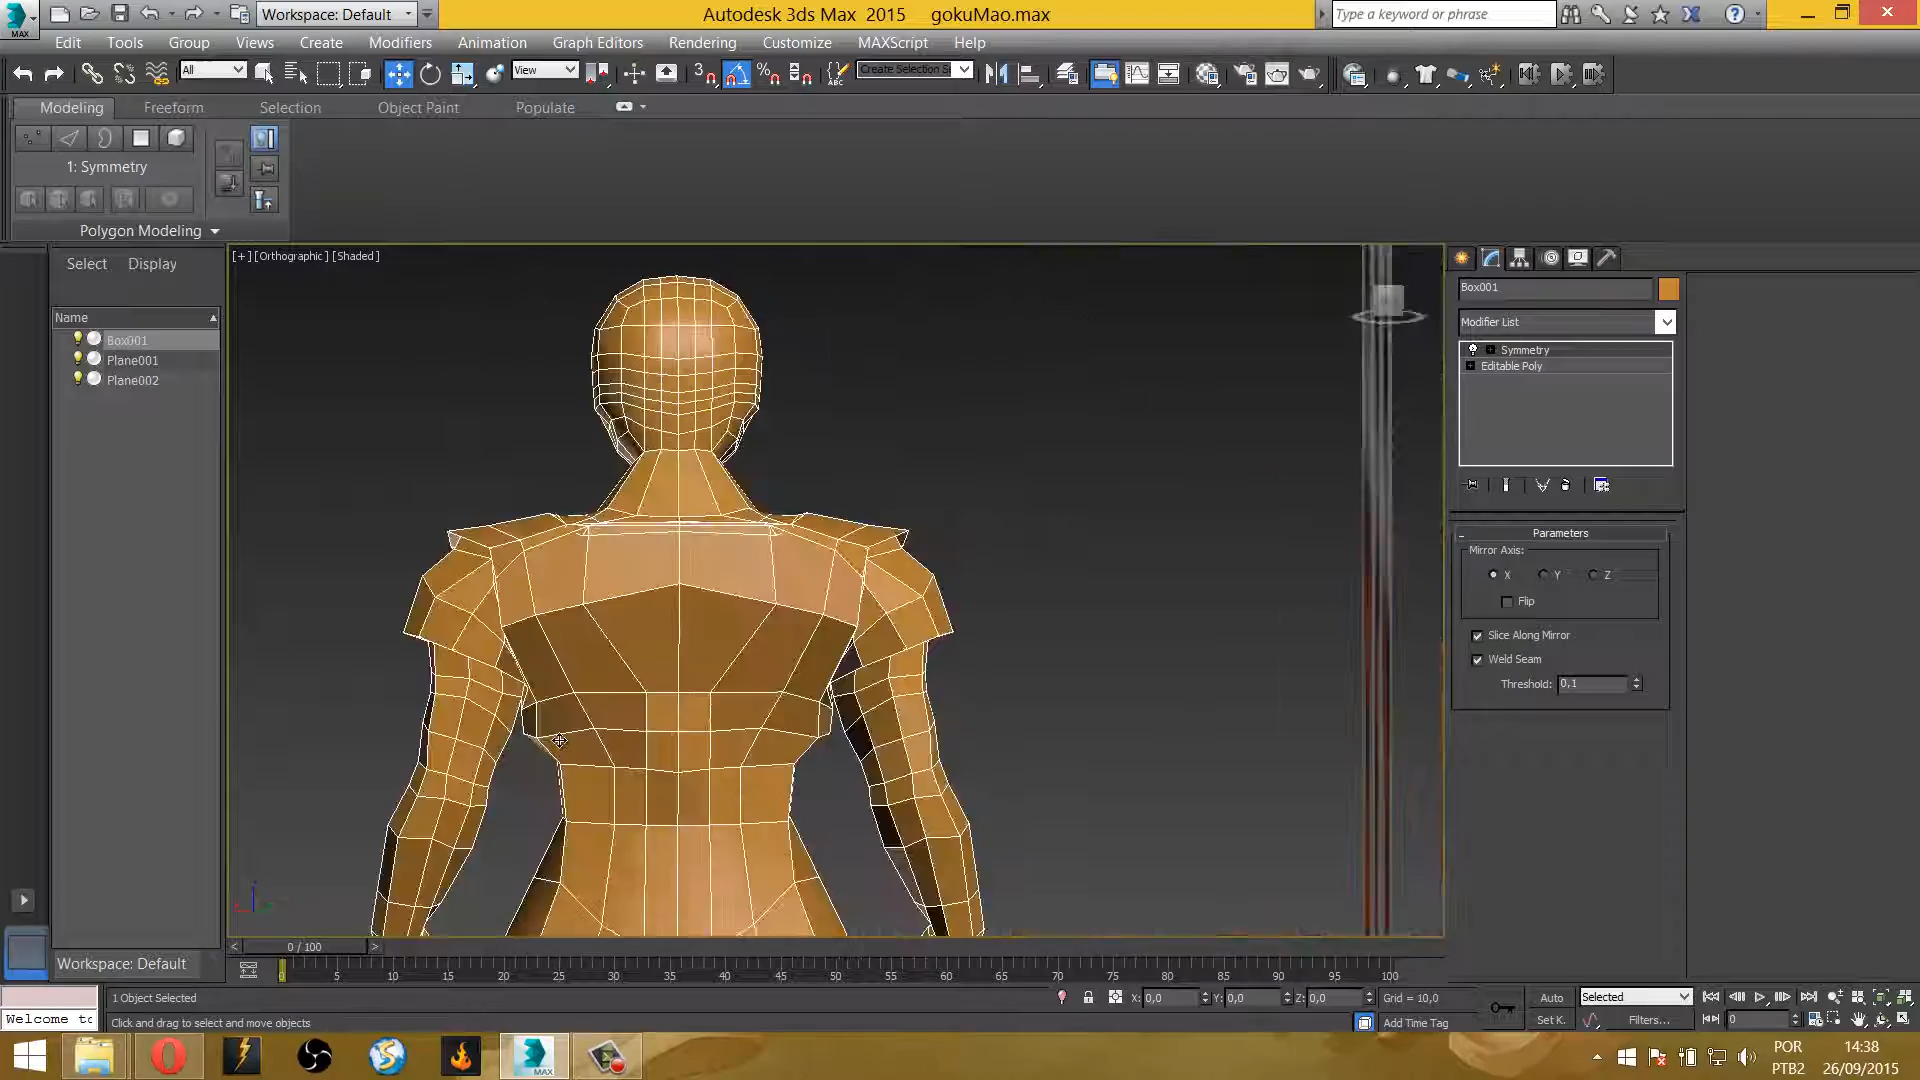 Workspace: Default
Autodesk 3ds Max 2015 gokuMao.max
Type a keyword or phrase
MAX
Edit Tools Group Views Create Modifiers Animation Graph Editors Rendering Customize MAXScript Help
All
View
3
ABC
Create Selection Se
Modeling Freeform Selection Object Paint Populate
1: Symmetry
Polygon Modeling
Select Display
Name
Box001
Plane001
Plane002
[+] [Orthographic] [Shaded]
Box001
Modifier List
Symmetry
Editable Poly
Parameters
Mirror Axis:
X Y Z
Flip
Slice Along Mirror
Weld Seam
Threshold: 0,1
0 / 100
Workspace: Default
0 5 10 15 20 25 30 35 40 45 50 55 60 65 70 75 80 85 90 95 100
1 Object Selected
X: 0,0 Y: 0,0 Z: 0,0 Grid = 10,0
Auto Selected
Welcome to
Click and drag to select and move objects
Add Time Tag
Set K. Filters... 0
MAX
POR
PTB2
14:38
26/09/2015